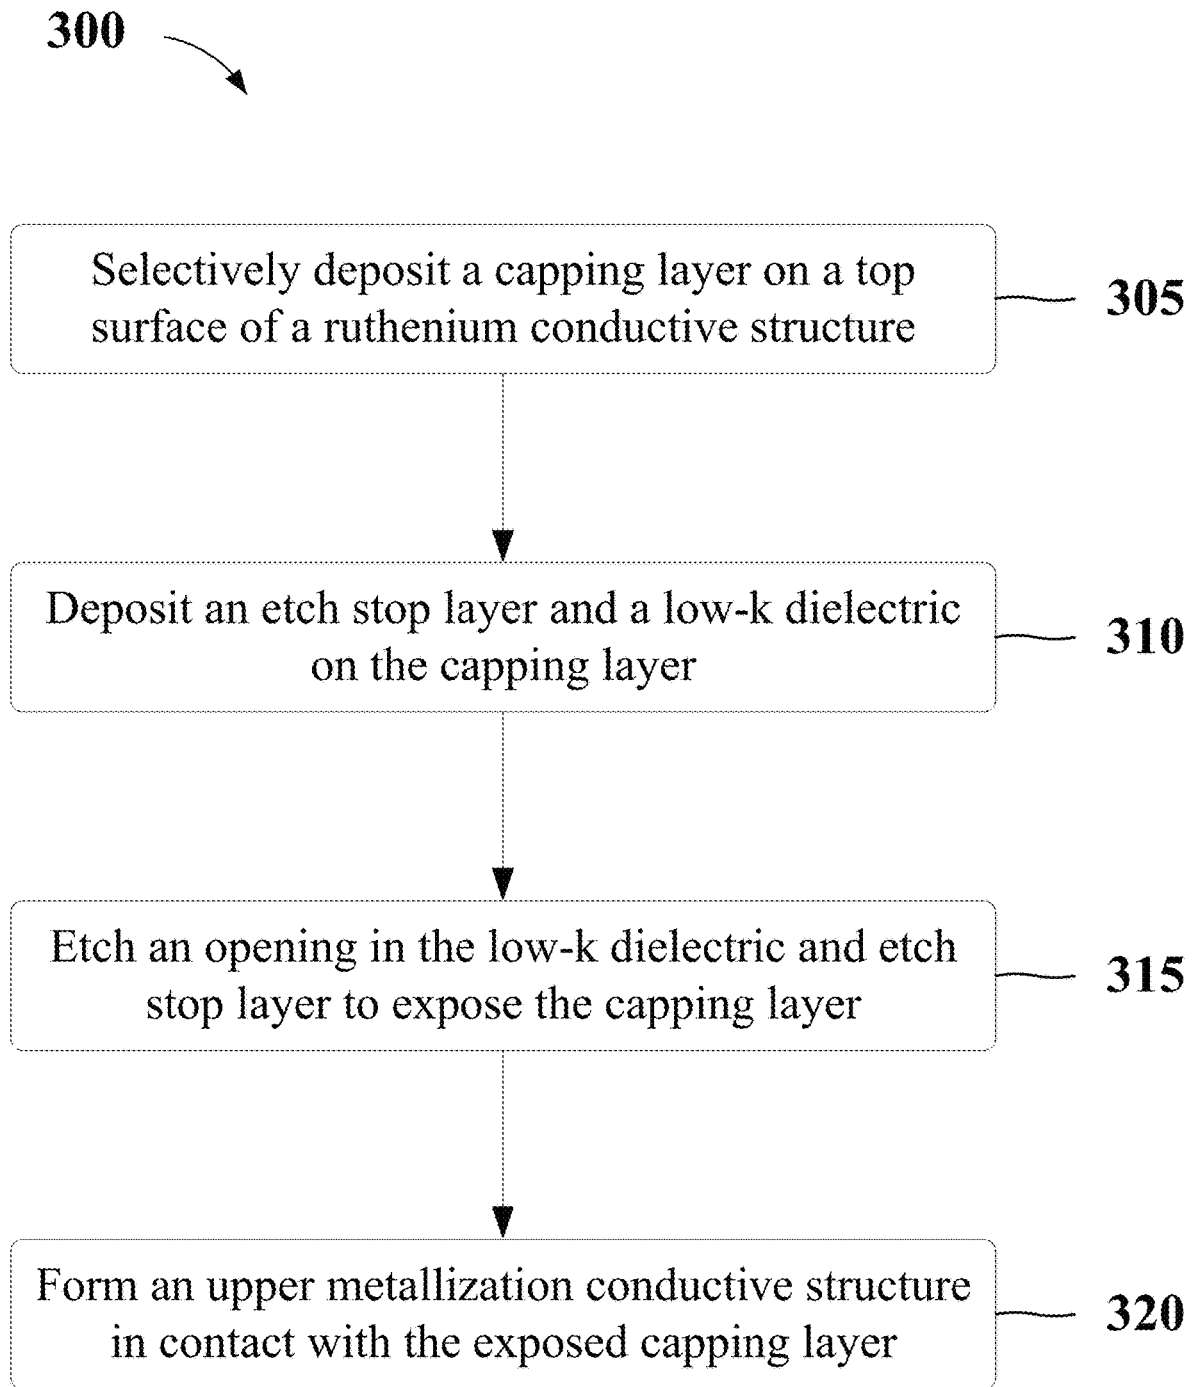 300
Selectively deposit a capping layer on a top
surface of a ruthenium conductive structure
305
Deposit an etch stop layer and a low-k dielectric
on the capping layer
310
Etch an opening in the low-k dielectric and etch
stop layer to expose the capping layer
315
Form an upper metallization conductive structure
in contact with the exposed capping layer
320